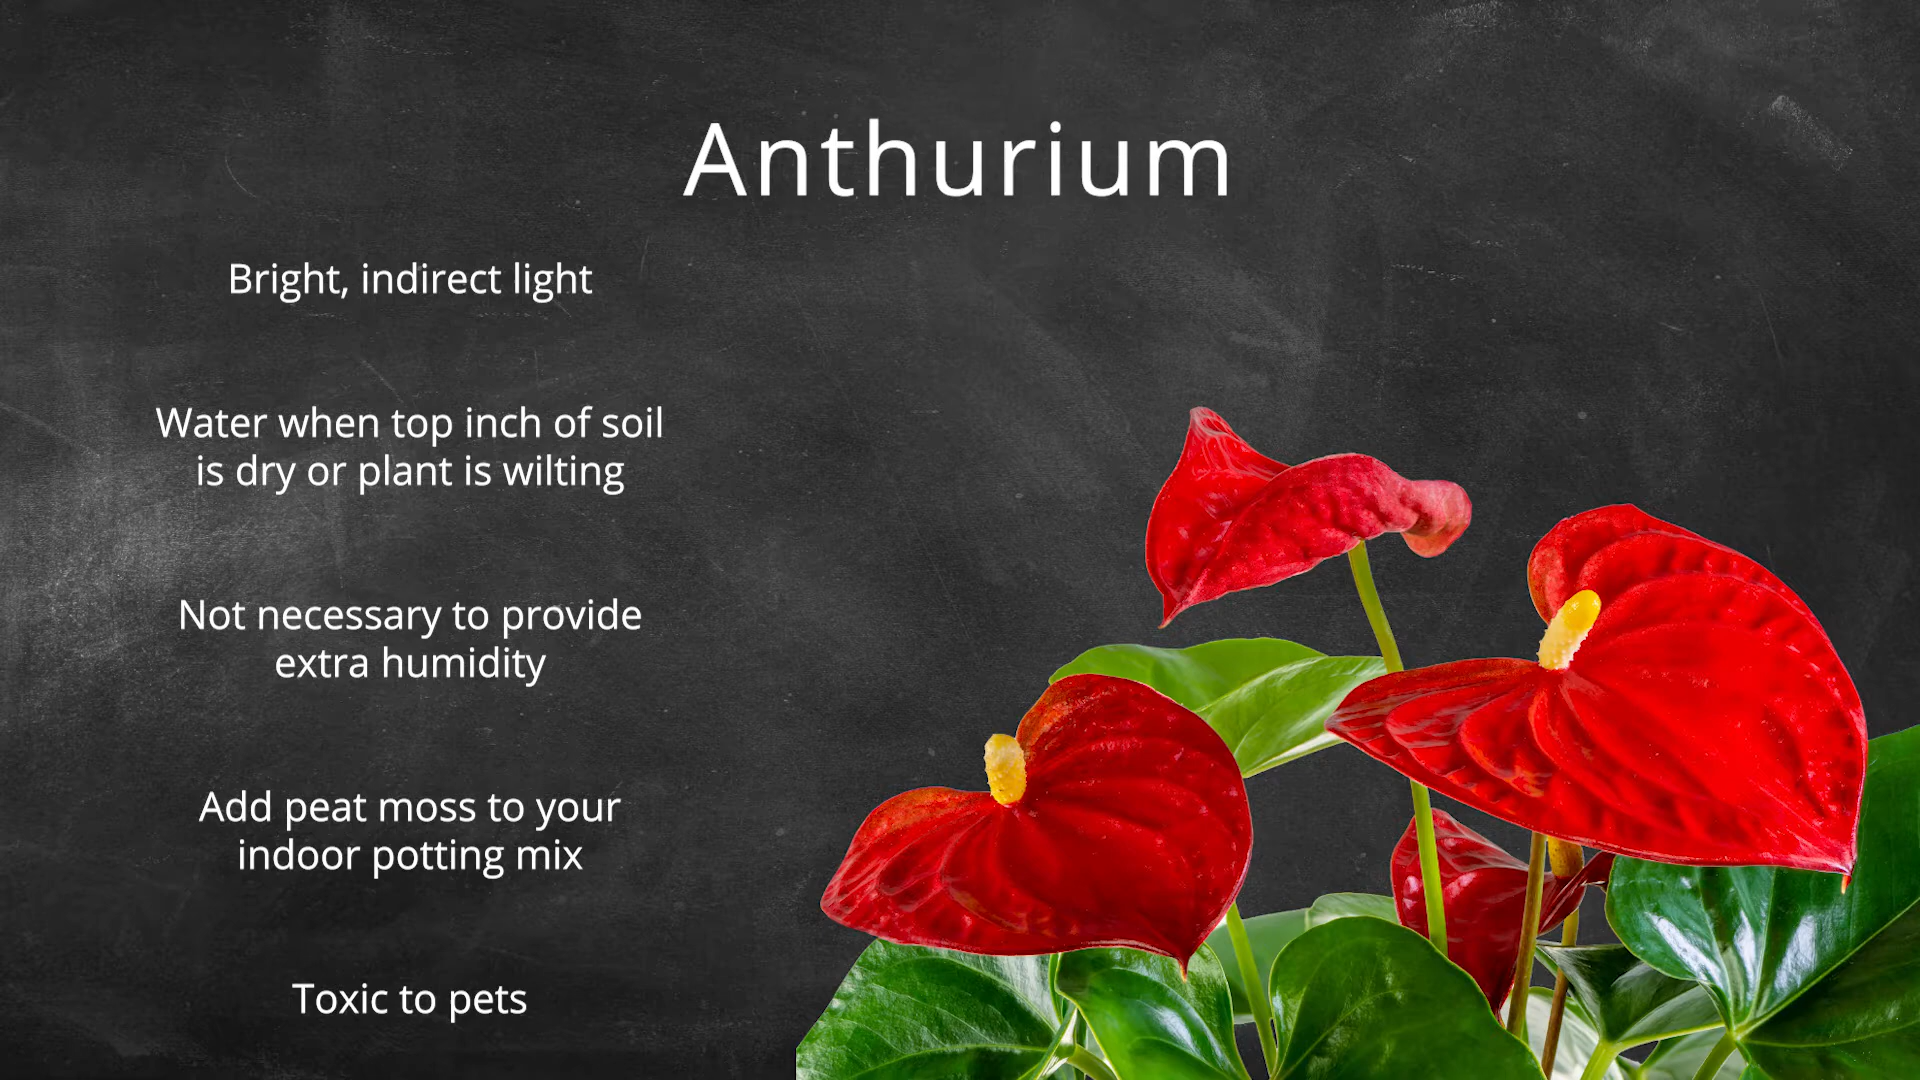 Anthurium
Bright, indirect light
Water when top inch of soil
is dry or plant is wilting
Not necessary to provide
extra humidity
Add peat moss to your
indoor potting mix
Toxic to pets